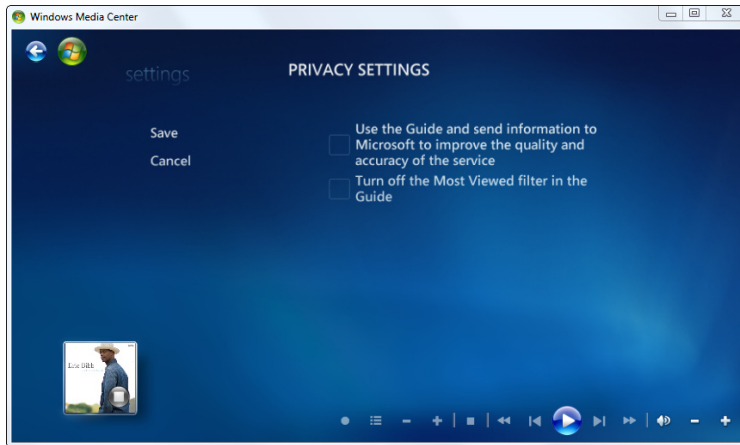 Windows Media Center
settings
PRIVACY SETTINGS
Save
Cancel
Use the Guide and send information to
Microsoft to improve the quality and
accuracy of the service
Turn off the Most Viewed filter in the
Guide